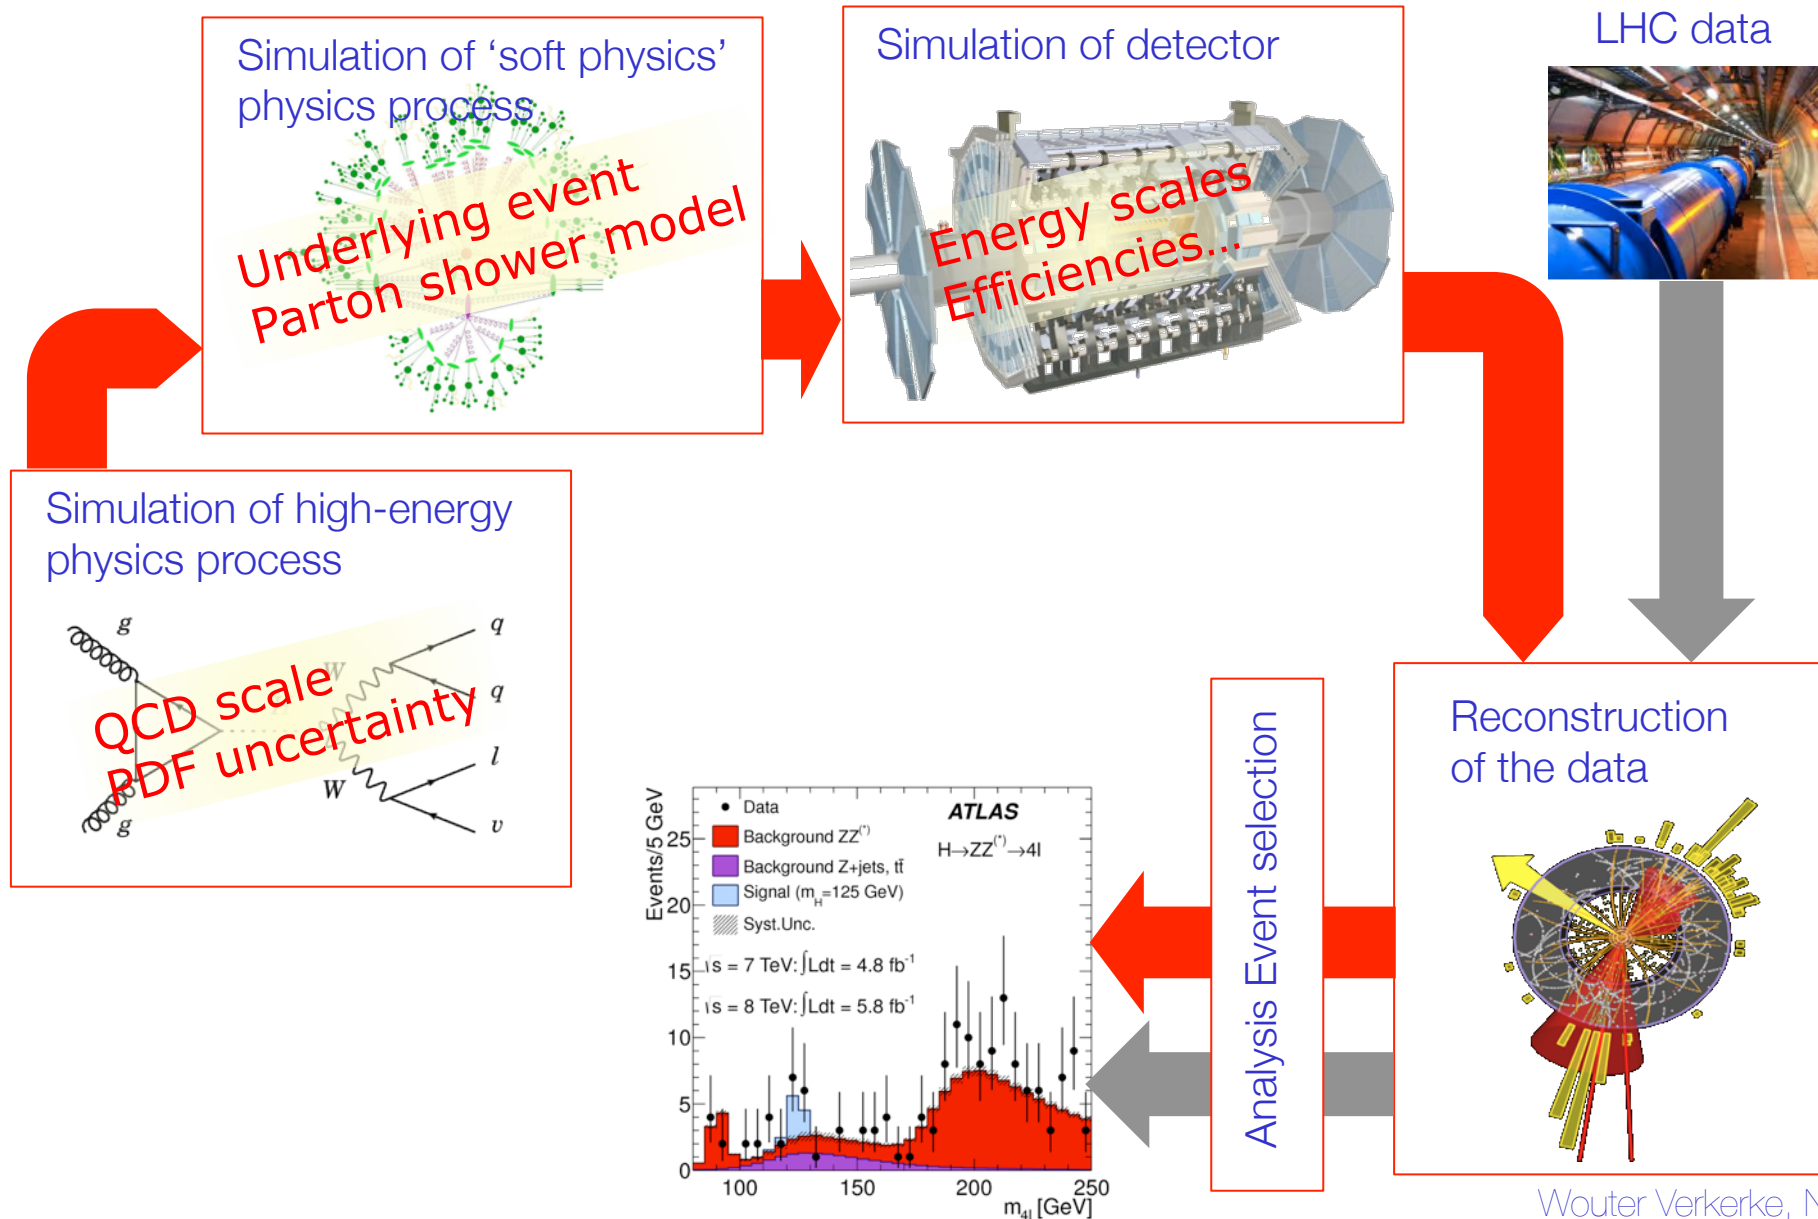 Simulation of ‘soft physics’
physics process
Underlying event
Parton shower model
Simulation of detector
Energy scales
Efficiencies...
LHC data
Simulation of high-energy
physics process
g
W
q
q
QCD scale
PDF uncertainty
g
W
l
ν
Reconstruction
of the data
Analysis Event selection
Events/5 GeV
25
20
15
10
5
0
Data
Background ZZ(*)
Background Z+jets, tt̄
Signal (mH=125 GeV)
Syst.Unc.
√s = 7 TeV: ∫Ldt = 4.8 fb-1
√s = 8 TeV: ∫Ldt = 5.8 fb-1
ATLAS
H→ZZ(*)→4l
100 150 200 250
m4l [GeV]
Wouter Verkerke, N